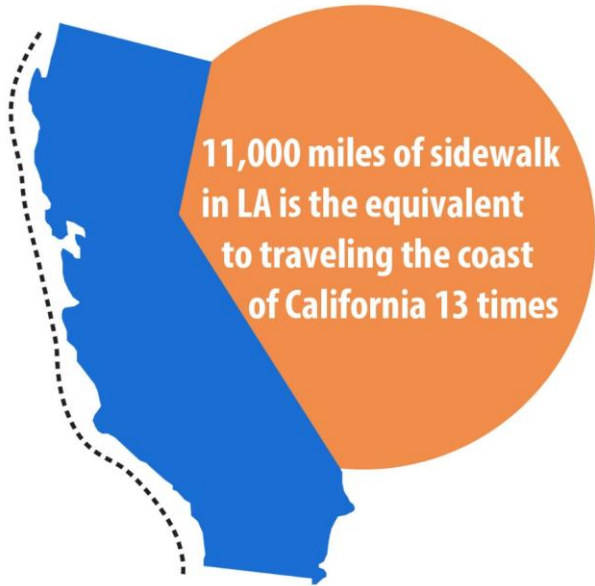 11,000 miles of sidewalk
in LA is the equivalent
to traveling the coast
of California 13 times